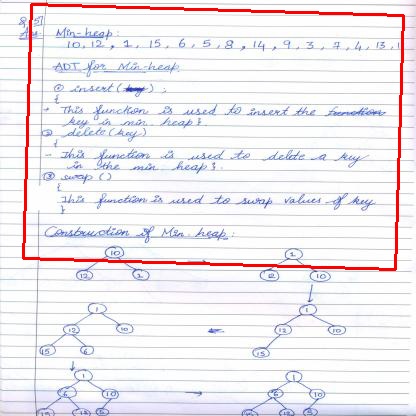 Q.5)
Ans Min-heap:
10, 12, 1, 15, 6, 5, 8, 14, 9, 3, 7, 4, 13, 1
ADT for Min-heap
① insert (key) ;
{
→ This function is used to insert the function
key in min heap }.
② delete (key)
{
– This function is used to delete a key
in the min heap }.
③ swap ()
{
This function is used to swap values of key
}
Construction of Min-heap:
10
12 1
1
12 10
1
12 10
15 6
1
12 10
15
1
6 10
15 12 5
1
6 10
15 12